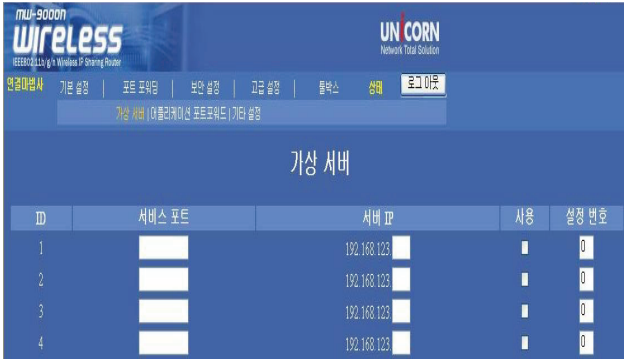 MW-9000N
wireless
IEEE802.11b/g/n Wireless IP Sharing Router
UNICORN
Network Total Solution
연결마법사 기본 설정 | 포트 포워딩 | 보안 설정 | 고급 설정 | 툴박스 상태 로그 아웃
가상 서버 | 어플리케이션 포트포워드 | 기타 설정
가상 서버
ID 서비스 포트 서버 IP 사용 설정 번호
1 192.168.123. 0
2 192.168.123. 0
3 192.168.123. 0
4 192.168.123. 0